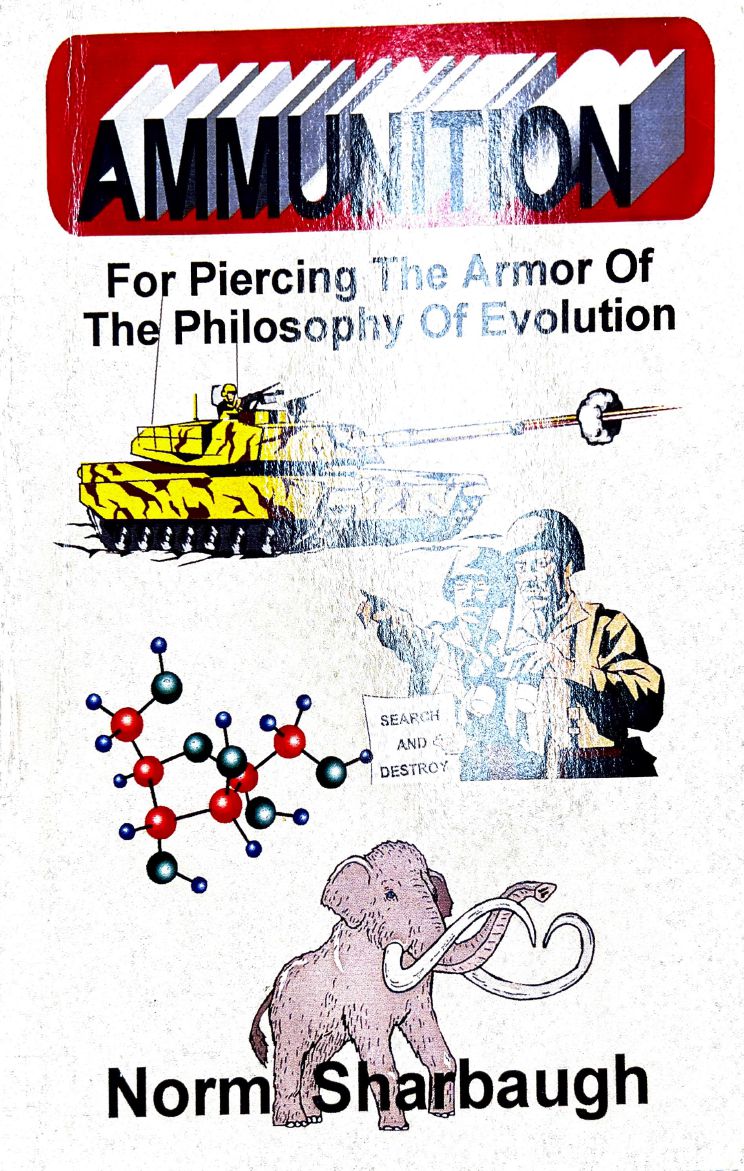 AMMUNITION
For Piercing The Armor Of
The Philosophy Of Evolution
SEARCH
AND
DESTROY
Norm Sharbaugh